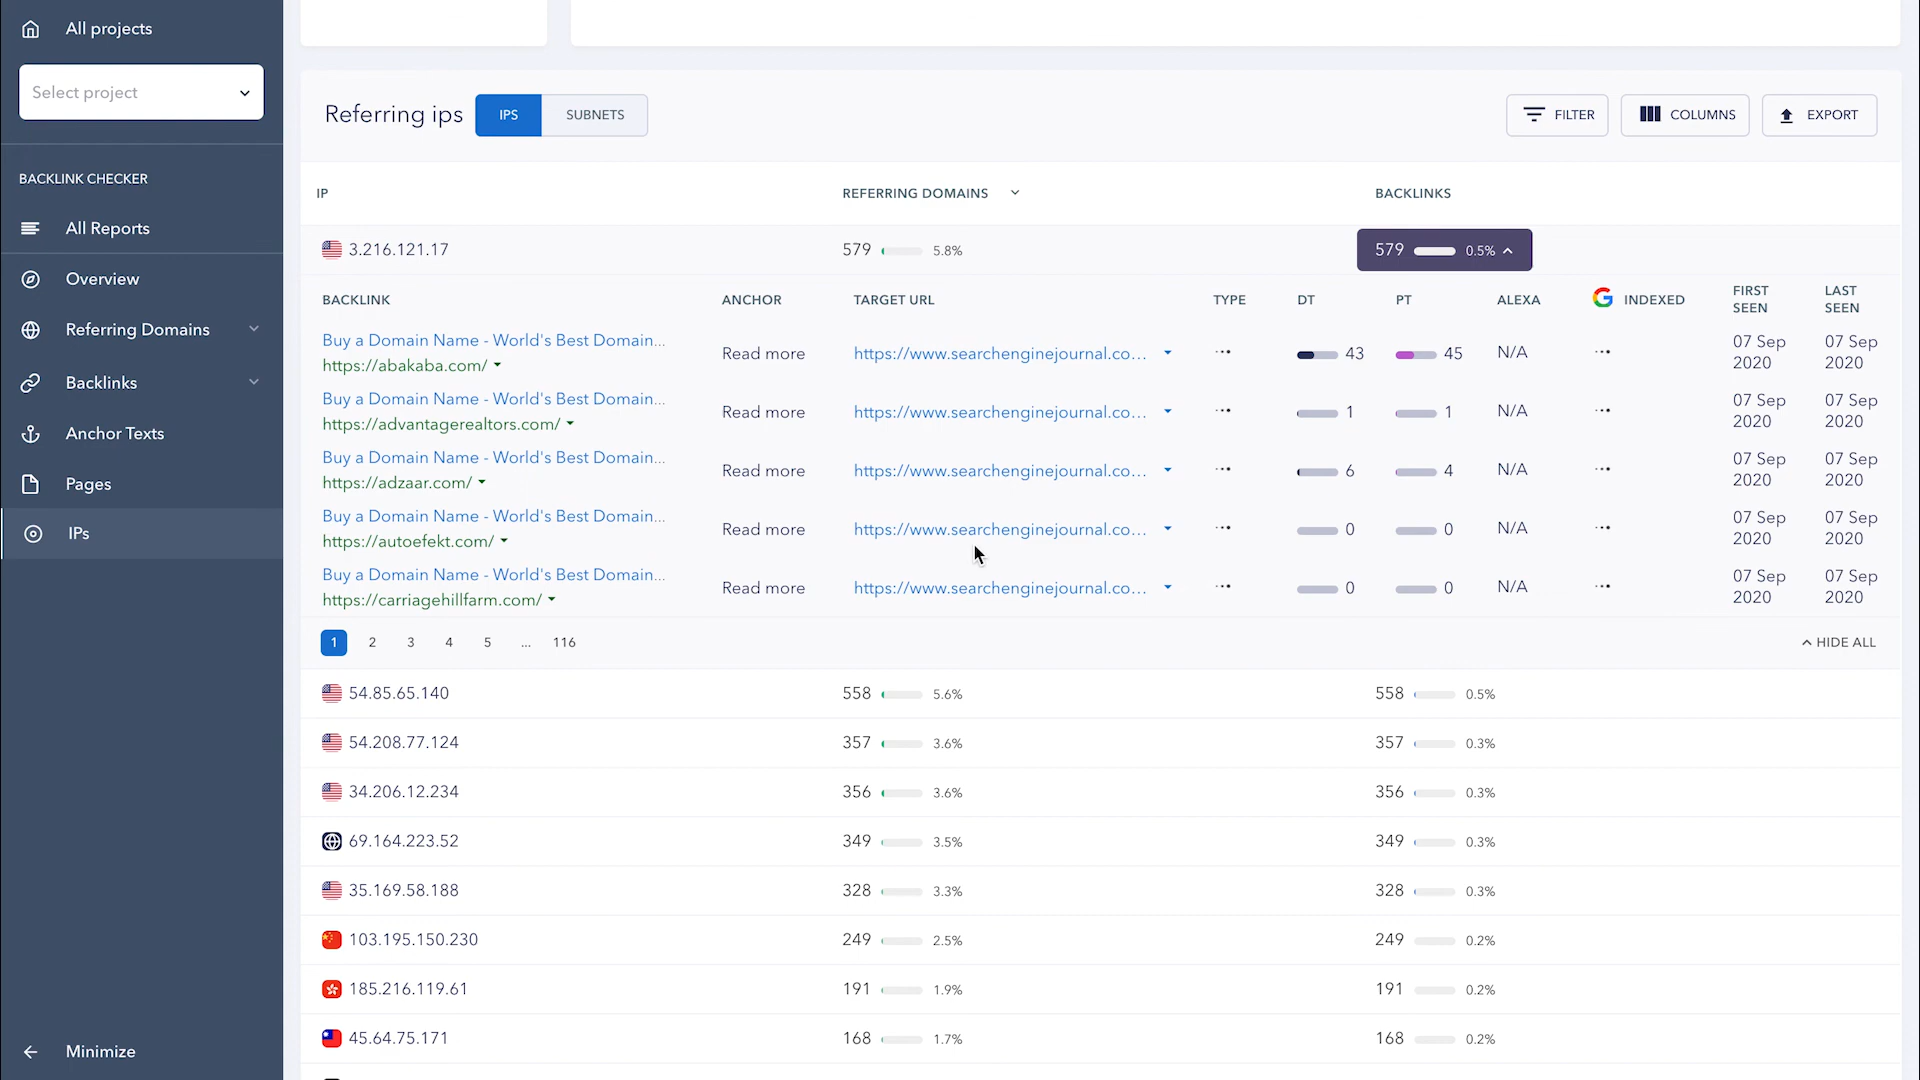 All projects
Select project
BACKLINK CHECKER
All Reports
Overview
Referring Domains
Backlinks
Anchor Texts
Pages
IPs
Minimize
Referring ips IPS SUBNETS FILTER COLUMNS EXPORT
IP REFERRING DOMAINS BACKLINKS
3.216.121.17 579 5.8% 579 0.5%
BACKLINK ANCHOR TARGET URL TYPE DT PT ALEXA INDEXED FIRST SEEN LAST SEEN
Buy a Domain Name - World's Best Domain...
https://abakaba.com/ Read more https://www.searchenginejournal.co... 43 45 N/A 07 Sep 2020 07 Sep 2020
Buy a Domain Name - World's Best Domain...
https://advantagerealtors.com/ Read more https://www.searchenginejournal.co... 1 1 N/A 07 Sep 2020 07 Sep 2020
Buy a Domain Name - World's Best Domain...
https://adzaar.com/ Read more https://www.searchenginejournal.co... 6 4 N/A 07 Sep 2020 07 Sep 2020
Buy a Domain Name - World's Best Domain...
https://autoefekt.com/ Read more https://www.searchenginejournal.co... 0 0 N/A 07 Sep 2020 07 Sep 2020
Buy a Domain Name - World's Best Domain...
https://carriagehillfarm.com/ Read more https://www.searchenginejournal.co... 0 0 N/A 07 Sep 2020 07 Sep 2020
1 2 3 4 5 ... 116 HIDE ALL
54.85.65.140 558 5.6% 558 0.5%
54.208.77.124 357 3.6% 357 0.3%
34.206.12.234 356 3.6% 356 0.3%
69.164.223.52 349 3.5% 349 0.3%
35.169.58.188 328 3.3% 328 0.3%
103.195.150.230 249 2.5% 249 0.2%
185.216.119.61 191 1.9% 191 0.2%
45.64.75.171 168 1.7% 168 0.2%